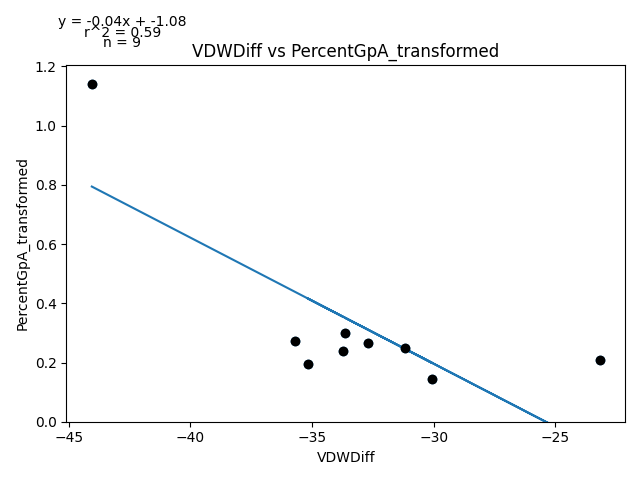 y = -0.04x + -1.08
r^2 = 0.59
n = 9
VDWDiff vs PercentGpA_transformed
PercentGpA_transformed
1.2
1.0
0.8
0.6
0.4
0.2
0.0
−45
−40
−35
−30
−25
VDWDiff